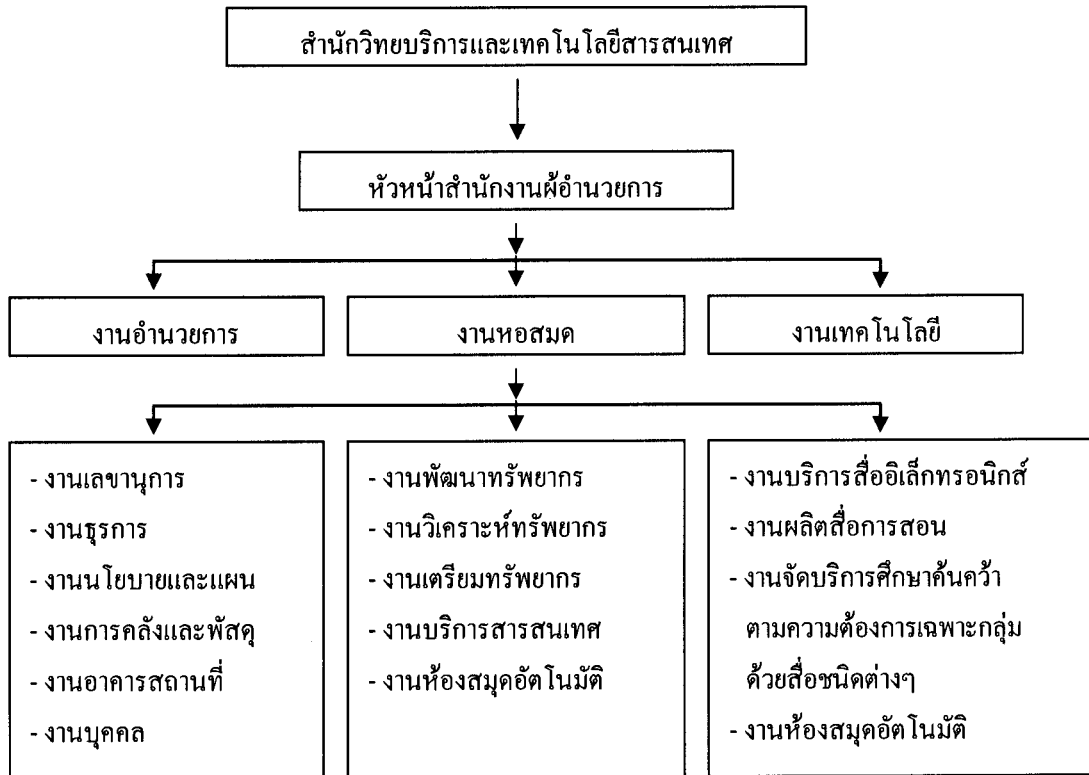 สำนักวิทยบริการและเทคโนโลยีสารสนเทศ
หัวหน้าสำนักงานผู้อำนวยการ
งานอำนวยการ
งานหอสมด
งานเทคโนโลยี
- งานเลขานุการ
- งานธุรการ
- งานนโยบายและแผน
- งานการคลังและพัสดุ
- งานอาคารสถานที่
- งานบุคคล
- งานพัฒนาทรัพยากร
- งานวิเคราะห์ทรัพยากร
- งานเตรียมทรัพยากร
- งานบริการสารสนเทศ
- งานห้องสมุดอัตโนมัติ
- งานบริการสื่ออิเล็กทรอนิกส์
- งานผลิตสื่อการสอน
- งานจัดบริการศึกษาค้นคว้า
ตามความต้องการเฉพาะกลุ่ม
ด้วยสื่อชนิดต่างๆ
- งานห้องสมุดอัตโนมัติ